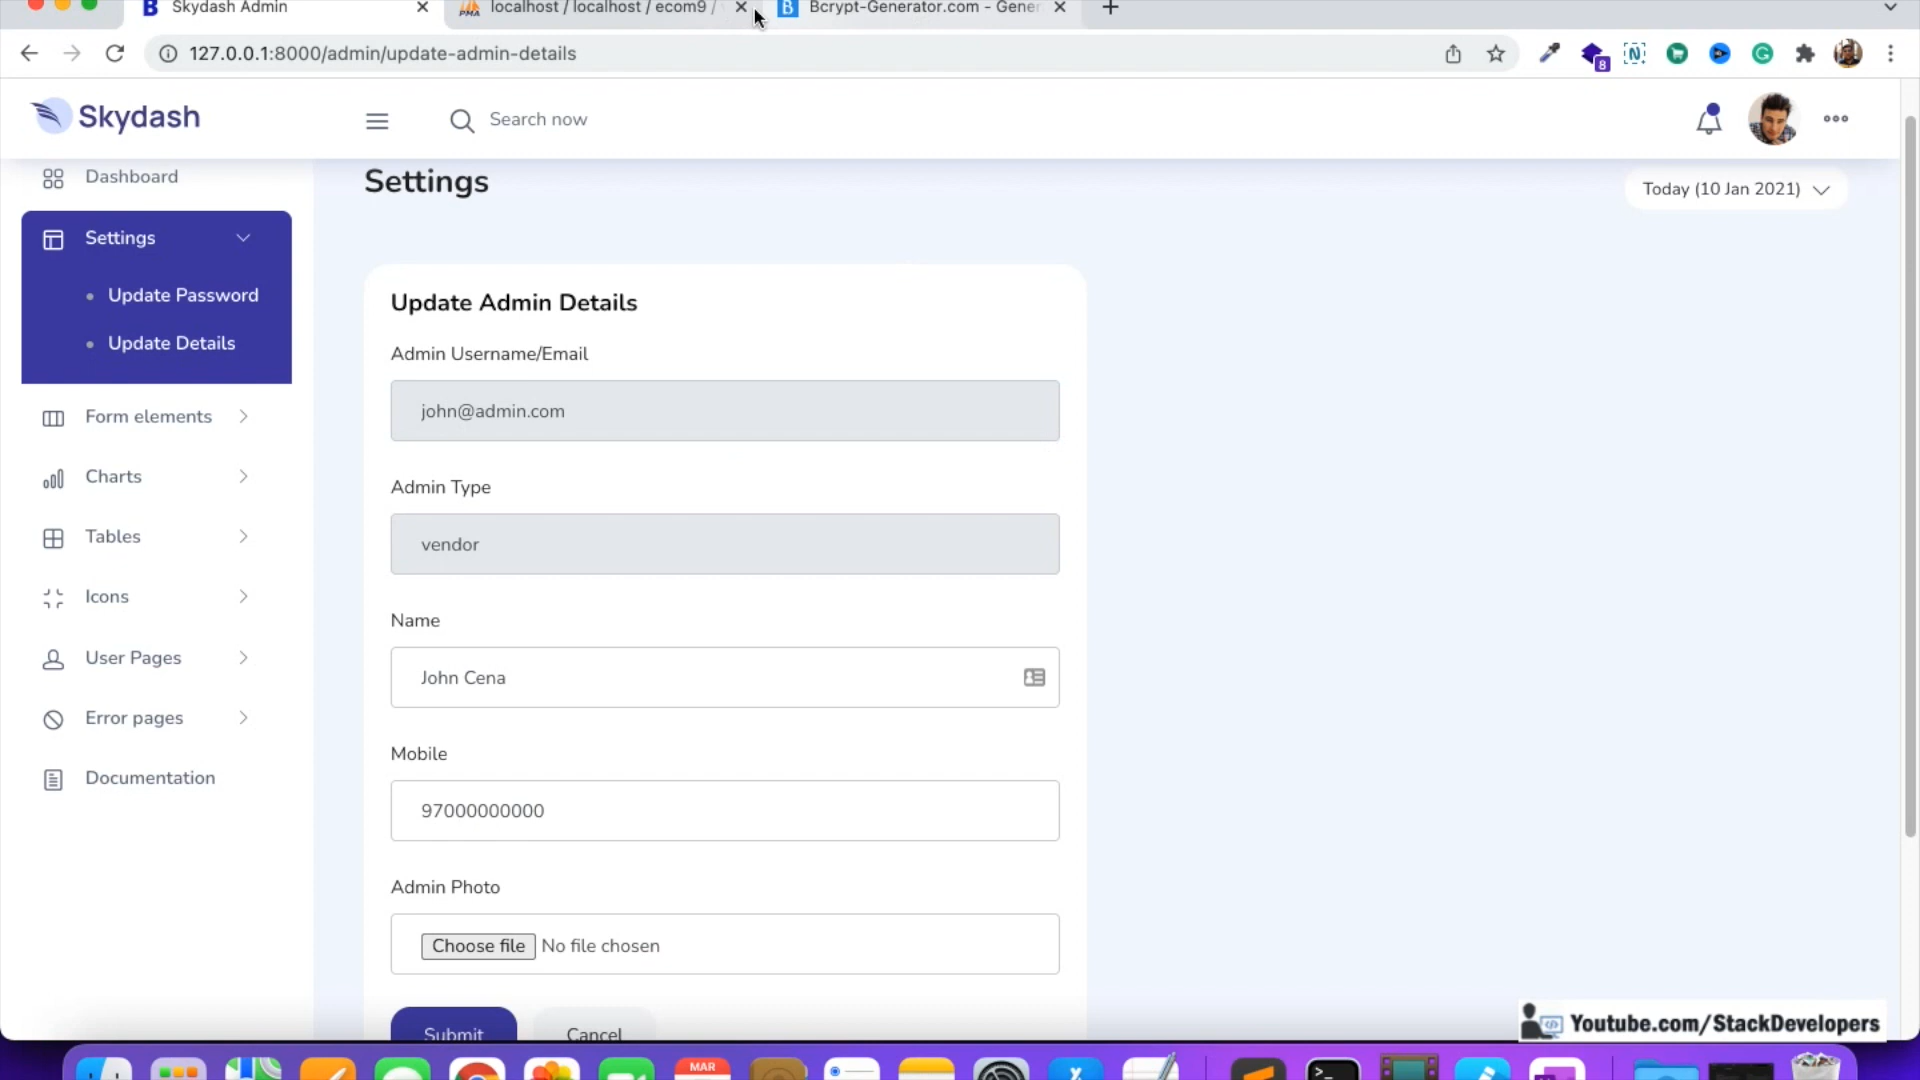 Skydash Admin
localhost / localhost / ecom9 /
Bcrypt-Generator.com - Gener
127.0.0.1:8000/admin/update-admin-details
8
Skydash
Search now
Dashboard
Settings
Update Password
Update Details
Form elements
Charts
Tables
Icons
User Pages
Error pages
Documentation
Settings
Today (10 Jan 2021)
Update Admin Details
Admin Username/Email
john@admin.com
Admin Type
vendor
Name
John Cena
Mobile
97000000000
Admin Photo
Choose file No file chosen
Submit
Cancel
Youtube.com/StackDevelopers
MAR